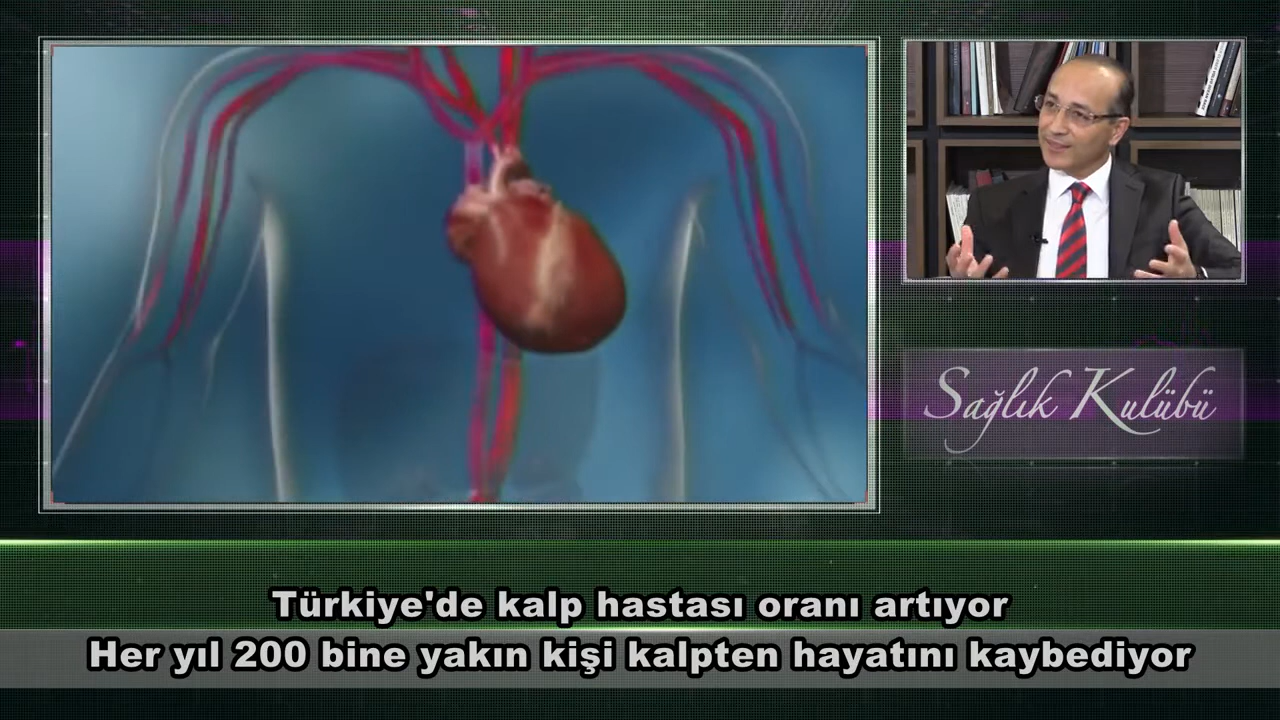 Sağlık Kulübü
Türkiye'de kalp hastası oranı artıyor
Her yıl 200 bine yakın kişi kalpten hayatını kaybediyor